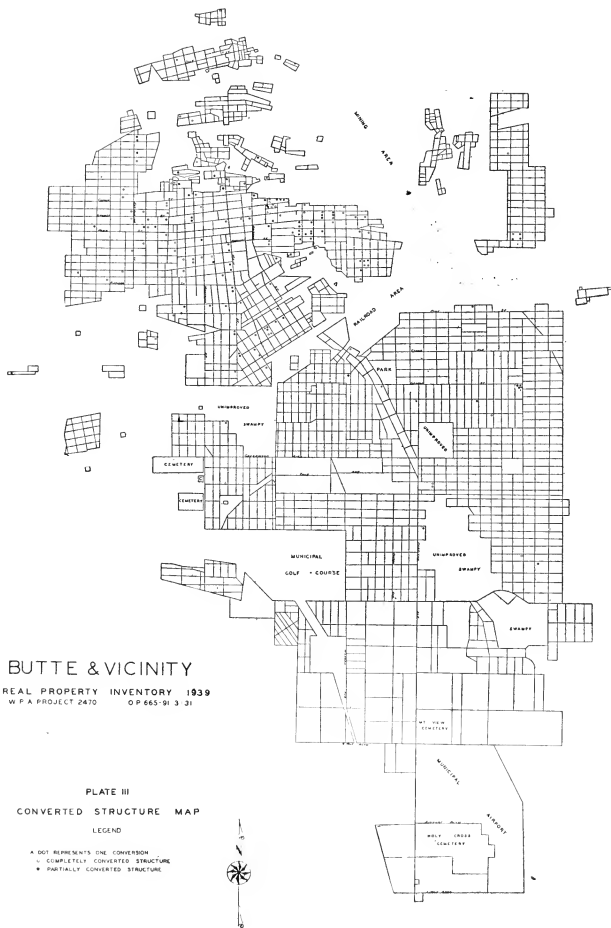 MINING
AREA
RAILROAD AREA
PARK
UNIMPROVED
SWAMPY
UNIMPROVED
CEMETERY
CEMETERY
MUNICIPAL
GOLF - COURSE
UNIMPROVED
SWAMPY
SWAMPY
BUTTE & VICINITY
REAL PROPERTY INVENTORY 1939
W P A PROJECT 2470 O P 665-91 3 31
MT VIEW
CEMETERY
MUNICIPAL
AIRPORT
HOLY CROSS
CEMETERY
PLATE III
CONVERTED STRUCTURE MAP
LEGEND
A DOT REPRESENTS ONE CONVERSION
COMPLETELY CONVERTED STRUCTURE
PARTIALLY CONVERTED STRUCTURE